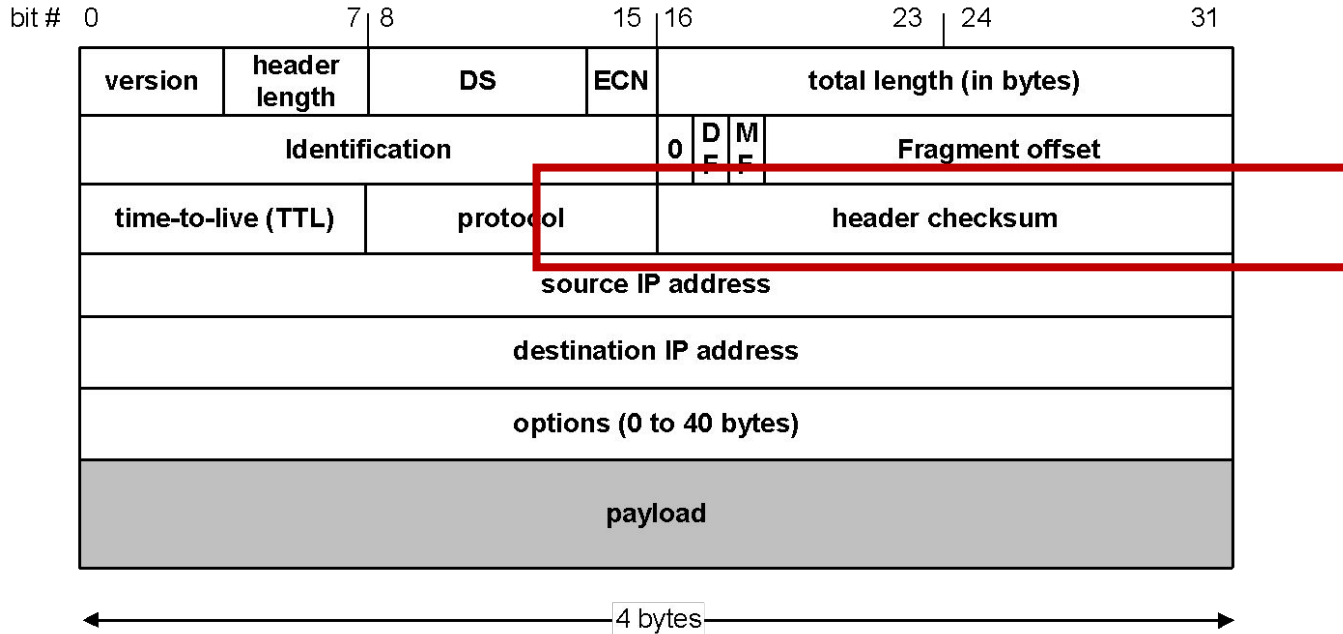 bit # 0 7 8 15 16 23 24 31
version header length DS ECN total length (in bytes)
Identification 0 DF MF Fragment offset
time-to-live (TTL) protocol header checksum
source IP address
destination IP address
options (0 to 40 bytes)
payload
4 bytes